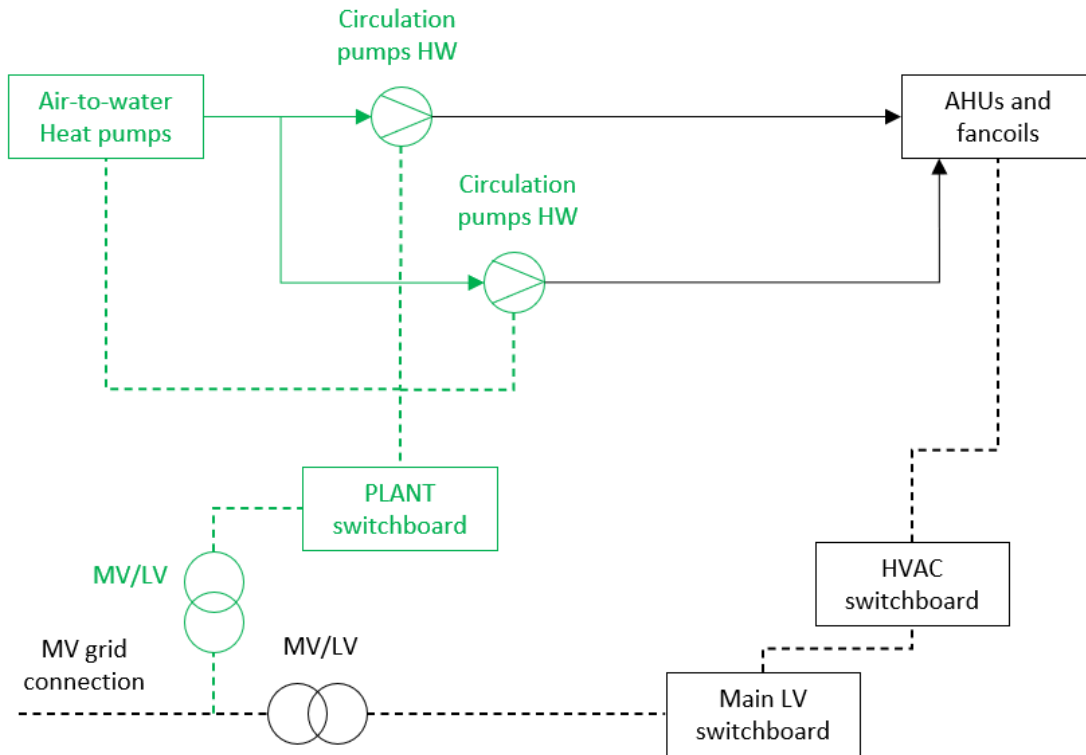 Circulation
pumps HW
Air-to-water
Heat pumps
AHUs and
fancoils
Circulation
pumps HW
PLANT
switchboard
MV/LV
HVAC
switchboard
MV grid
connection
MV/LV
Main LV
switchboard